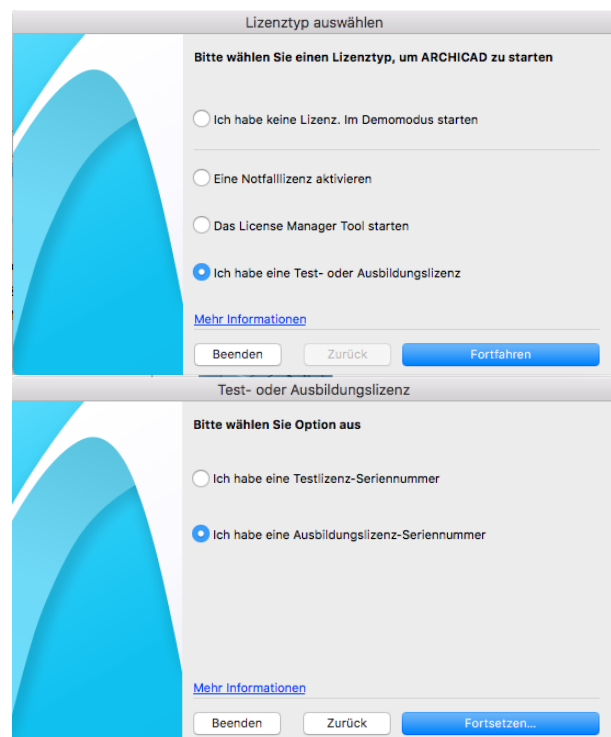 Lizenztyp auswählen
Bitte wählen Sie einen Lizenztyp, um ARCHICAD zu starten
Ich habe keine Lizenz. Im Demomodus starten
Eine Notfalllizenz aktivieren
Das License Manager Tool starten
Ich habe eine Test- oder Ausbildungslizenz
Mehr Informationen
Beenden Zurück Fortfahren
Test- oder Ausbildungslizenz
Bitte wählen Sie Option aus
Ich habe eine Testlizenz-Seriennummer
Ich habe eine Ausbildungslizenz-Seriennummer
Mehr Informationen
Beenden Zurück Fortsetzen...